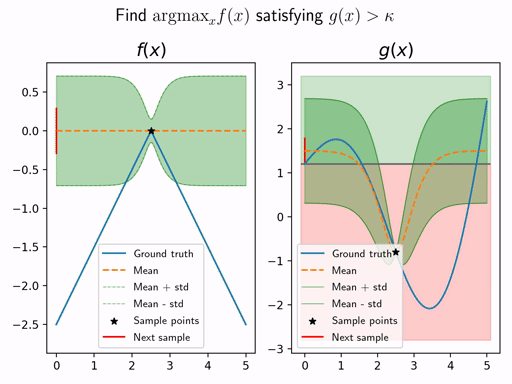 Find argmaxₓf(x) satisfying g(x) > κ
f(x)
0.5
0.0
−0.5
−1.0
−1.5
−2.0
−2.5
0 1 2 3 4 5
Ground truth
Mean
Mean + std
Mean - std
Sample points
Next sample
g(x)
3
2
1
0
−1
−2
−3
0 1 2 3 4 5
Ground truth
Mean
Mean + std
Mean - std
Sample points
Next sample